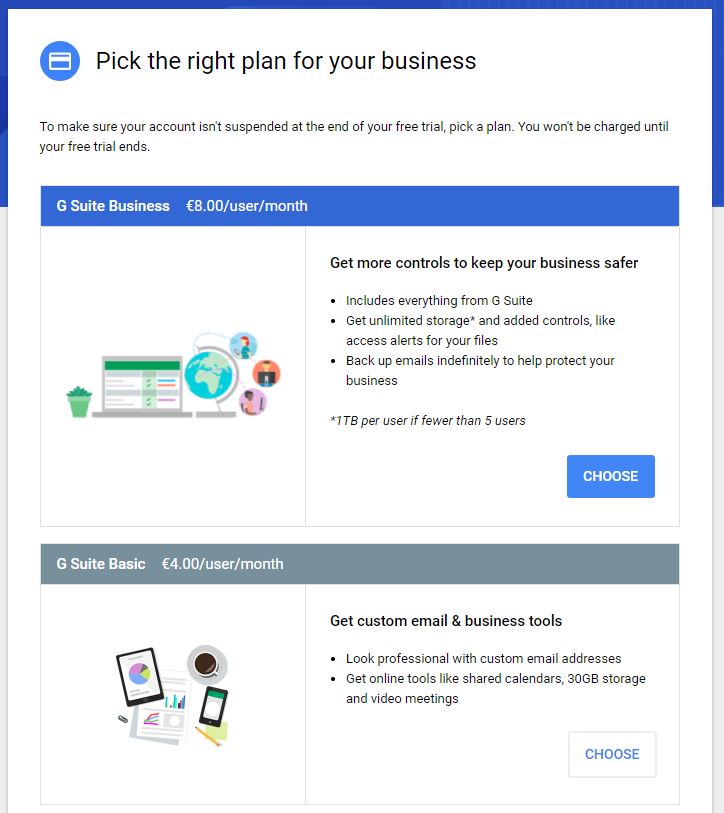 Pick the right plan for your business
To make sure your account isn't suspended at the end of your free trial, pick a plan. You won't be charged until
your free trial ends.
G Suite Business €8.00/user/month
Get more controls to keep your business safer
• Includes everything from G Suite
• Get unlimited storage* and added controls, like
access alerts for your files
• Back up emails indefinitely to help protect your
business
*1TB per user if fewer than 5 users
CHOOSE
G Suite Basic €4.00/user/month
Get custom email & business tools
• Look professional with custom email addresses
• Get online tools like shared calendars, 30GB storage
and video meetings
CHOOSE